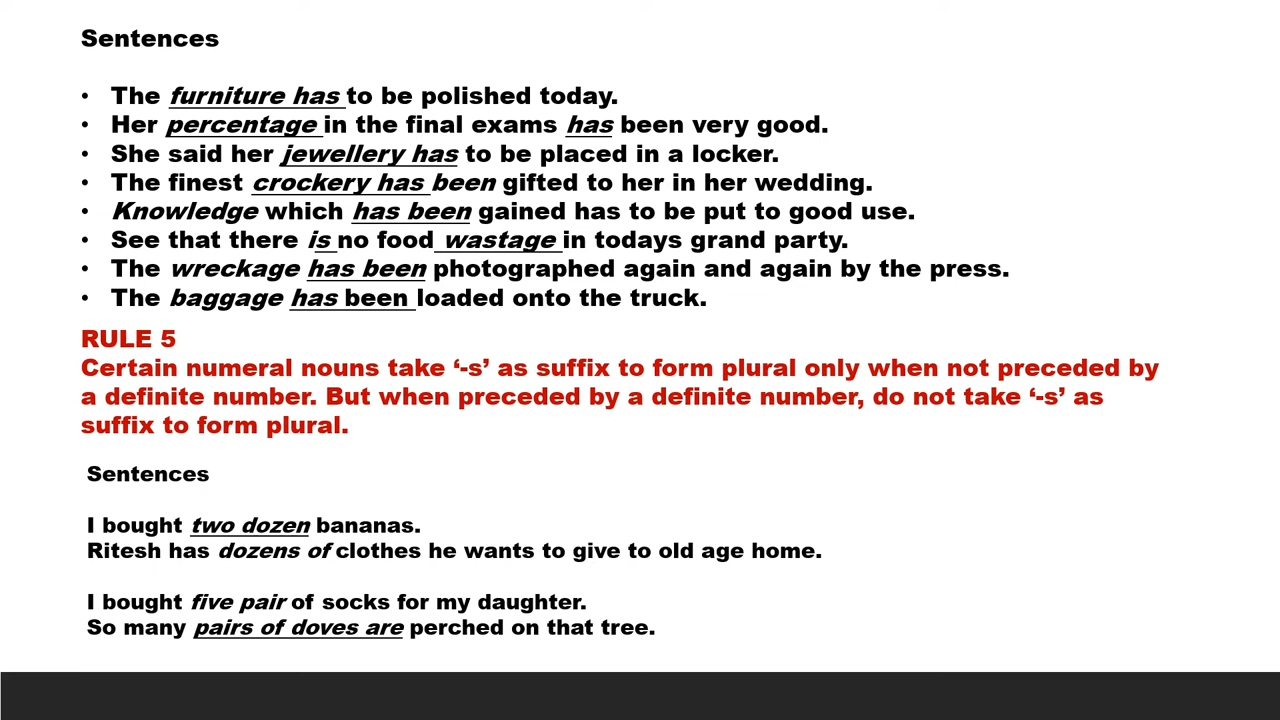 Sentences
• The furniture has to be polished today.
• Her percentage in the final exams has been very good.
• She said her jewellery has to be placed in a locker.
• The finest crockery has been gifted to her in her wedding.
• Knowledge which has been gained has to be put to good use.
• See that there is no food wastage in todays grand party.
• The wreckage has been photographed again and again by the press.
• The baggage has been loaded onto the truck.
RULE 5
Certain numeral nouns take ‘-s’ as suffix to form plural only when not preceded by
a definite number. But when preceded by a definite number, do not take ‘-s’ as
suffix to form plural.
Sentences
I bought two dozen bananas.
Ritesh has dozens of clothes he wants to give to old age home.
I bought five pair of socks for my daughter.
So many pairs of doves are perched on that tree.